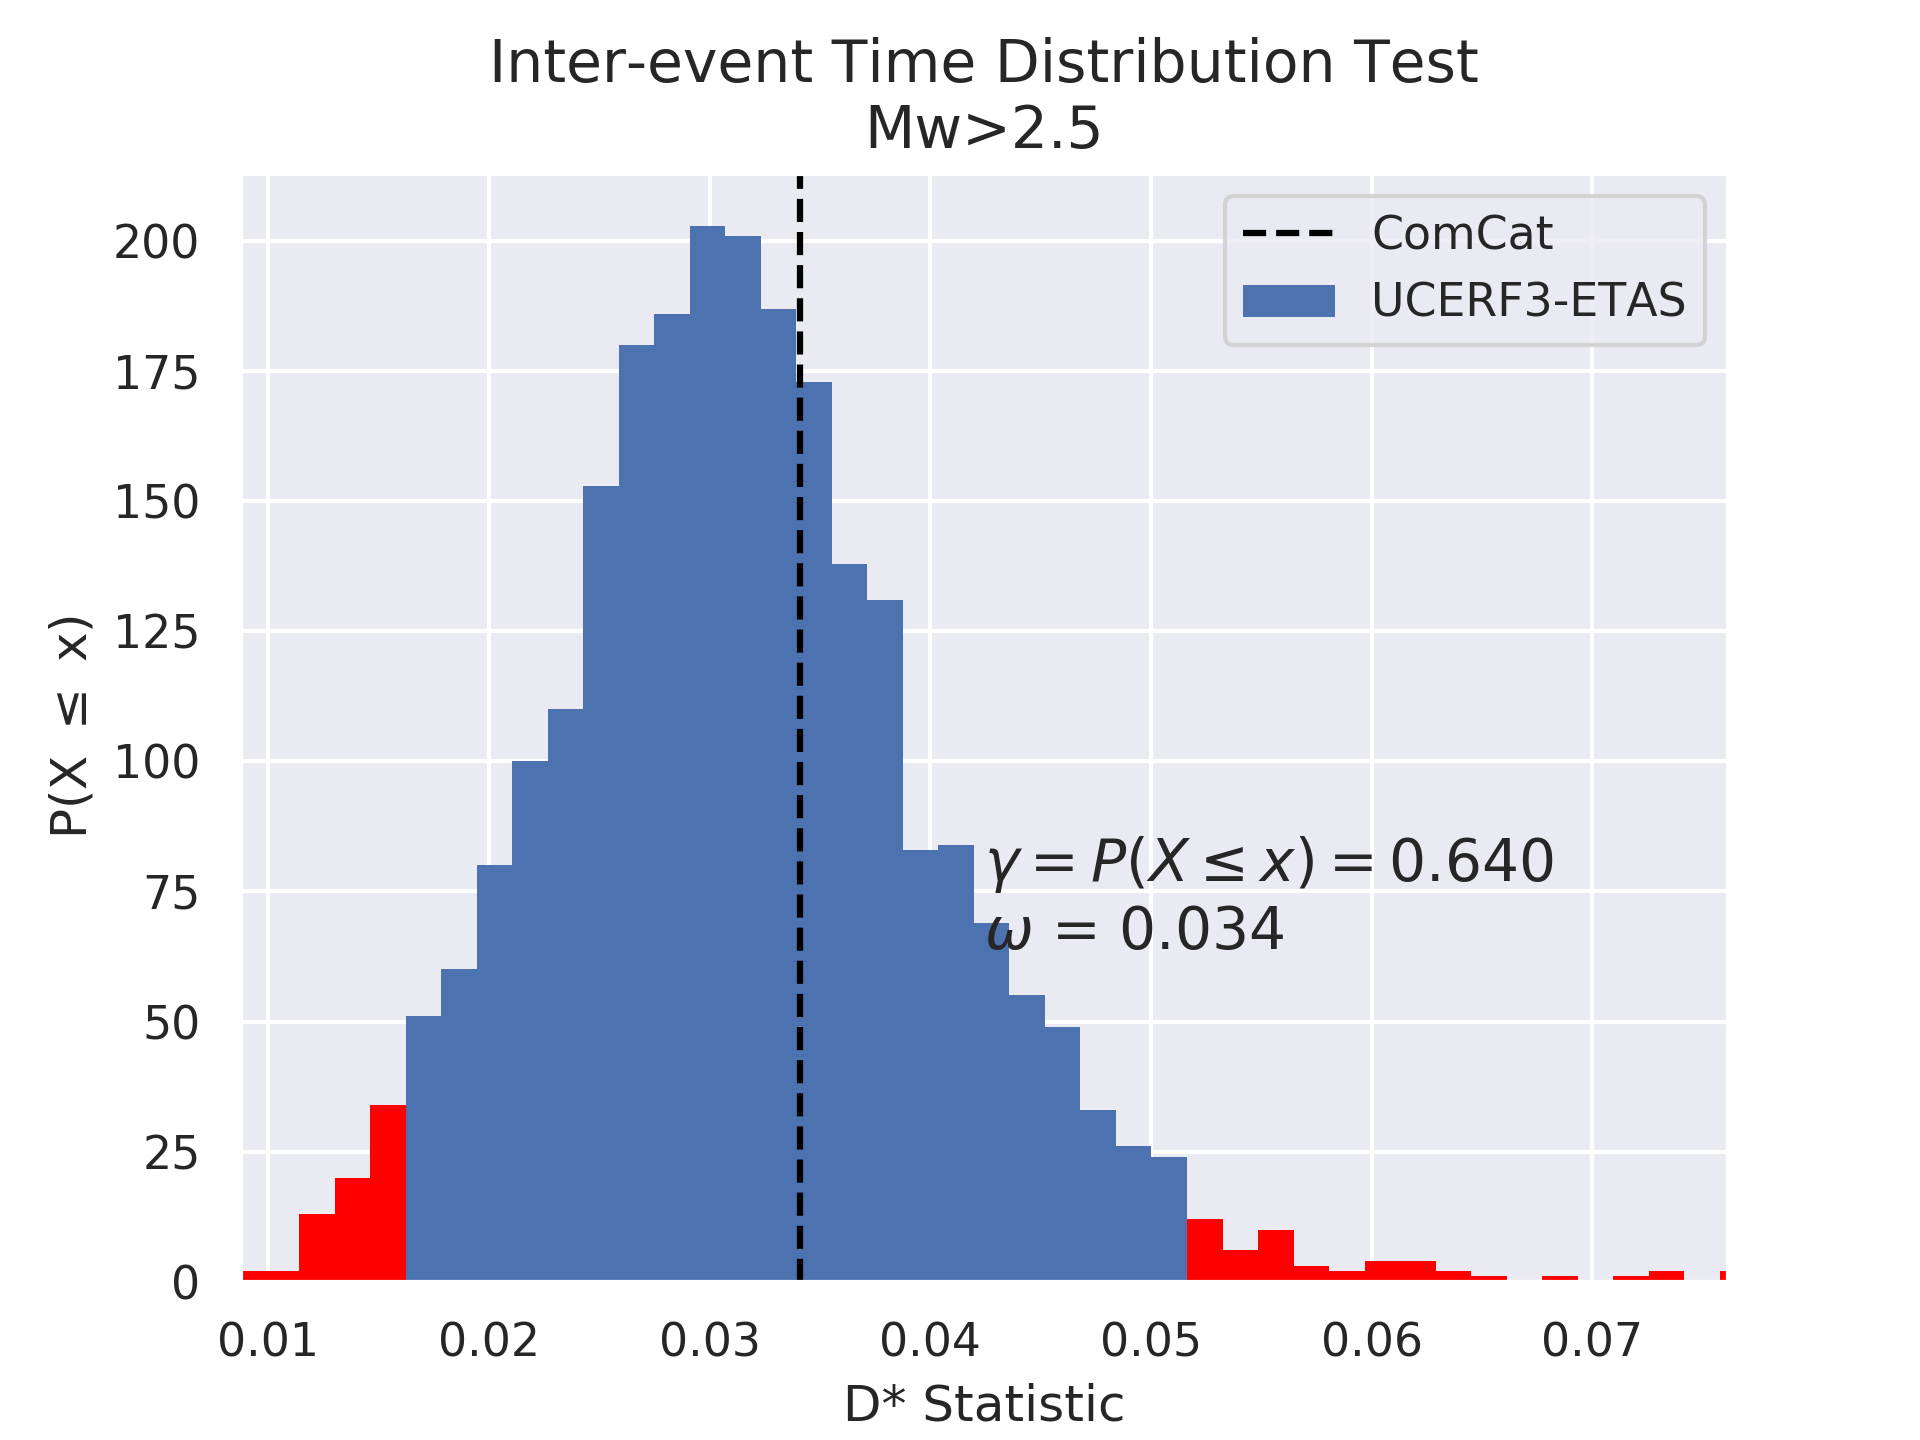 Inter-event Time Distribution Test
Mw>2.5
ComCat
UCERF3-ETAS
P(X ≤ x)
200
175
150
125
100
75
50
25
0
γ = P(X ≤ x) = 0.640
ω = 0.034
0.01 0.02 0.03 0.04 0.05 0.06 0.07
D* Statistic